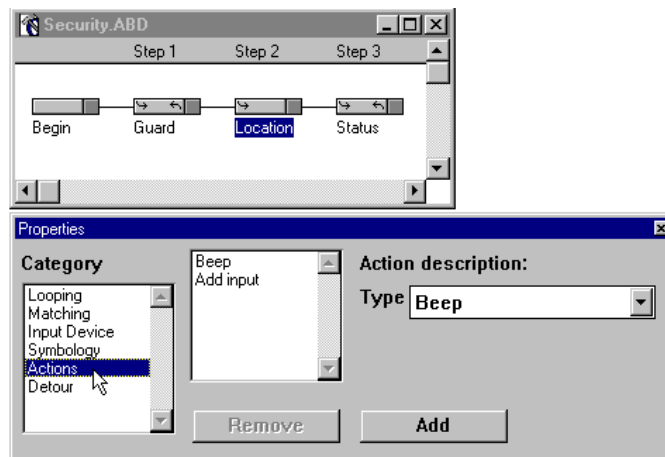 Security.ABD
Step 1 Step 2 Step 3
Begin Guard Location Status
Properties
Category
Looping
Matching
Input Device
Symbology
Actions
Detour
Beep
Add input
Remove
Action description:
Type Beep
Add